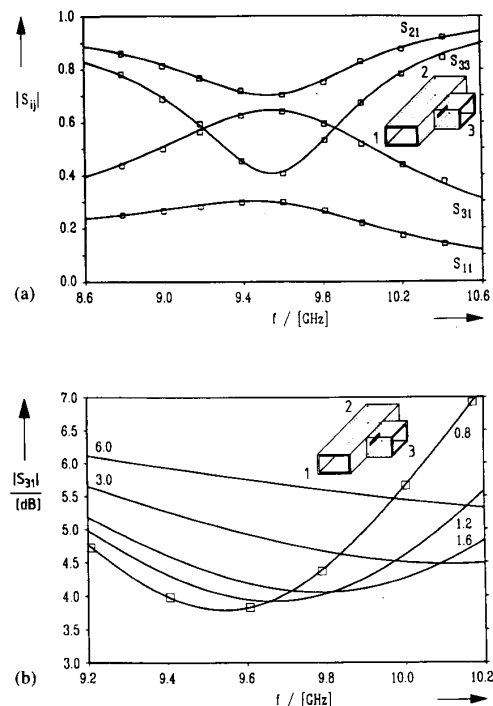 1.0
0.8
0.6
0.4
0.2
0.0
|Sij|
S21
S33
S31
S11
2
1
3
8.6 9.0 9.4 9.8 10.2 10.6
(a)
f / [GHz]
7.0
6.5
6.0
5.5
5.0
4.5
4.0
3.5
3.0
|S31|
[dB]
6.0
3.0
0.8
1.2
1.6
2
1
3
9.2 9.4 9.6 9.8 10.0 10.2
(b)
f / [GHz]